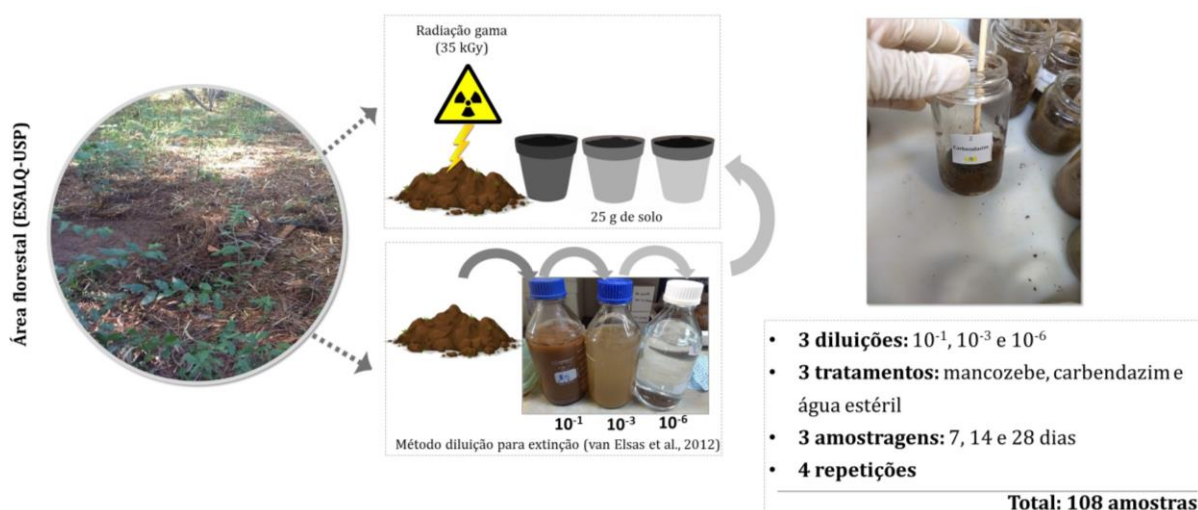 Área florestal (ESALQ-USP)
Radiação gama
(35 kGy)
25 g de solo
10⁻¹ 10⁻³ 10⁻⁶
Método diluição para extinção (van Elsas et al., 2012)
Carbendazim
• 3 diluições: 10⁻¹, 10⁻³ e 10⁻⁶
• 3 tratamentos: mancozebe, carbendazim e
água estéril
• 3 amostragens: 7, 14 e 28 dias
• 4 repetições
Total: 108 amostras